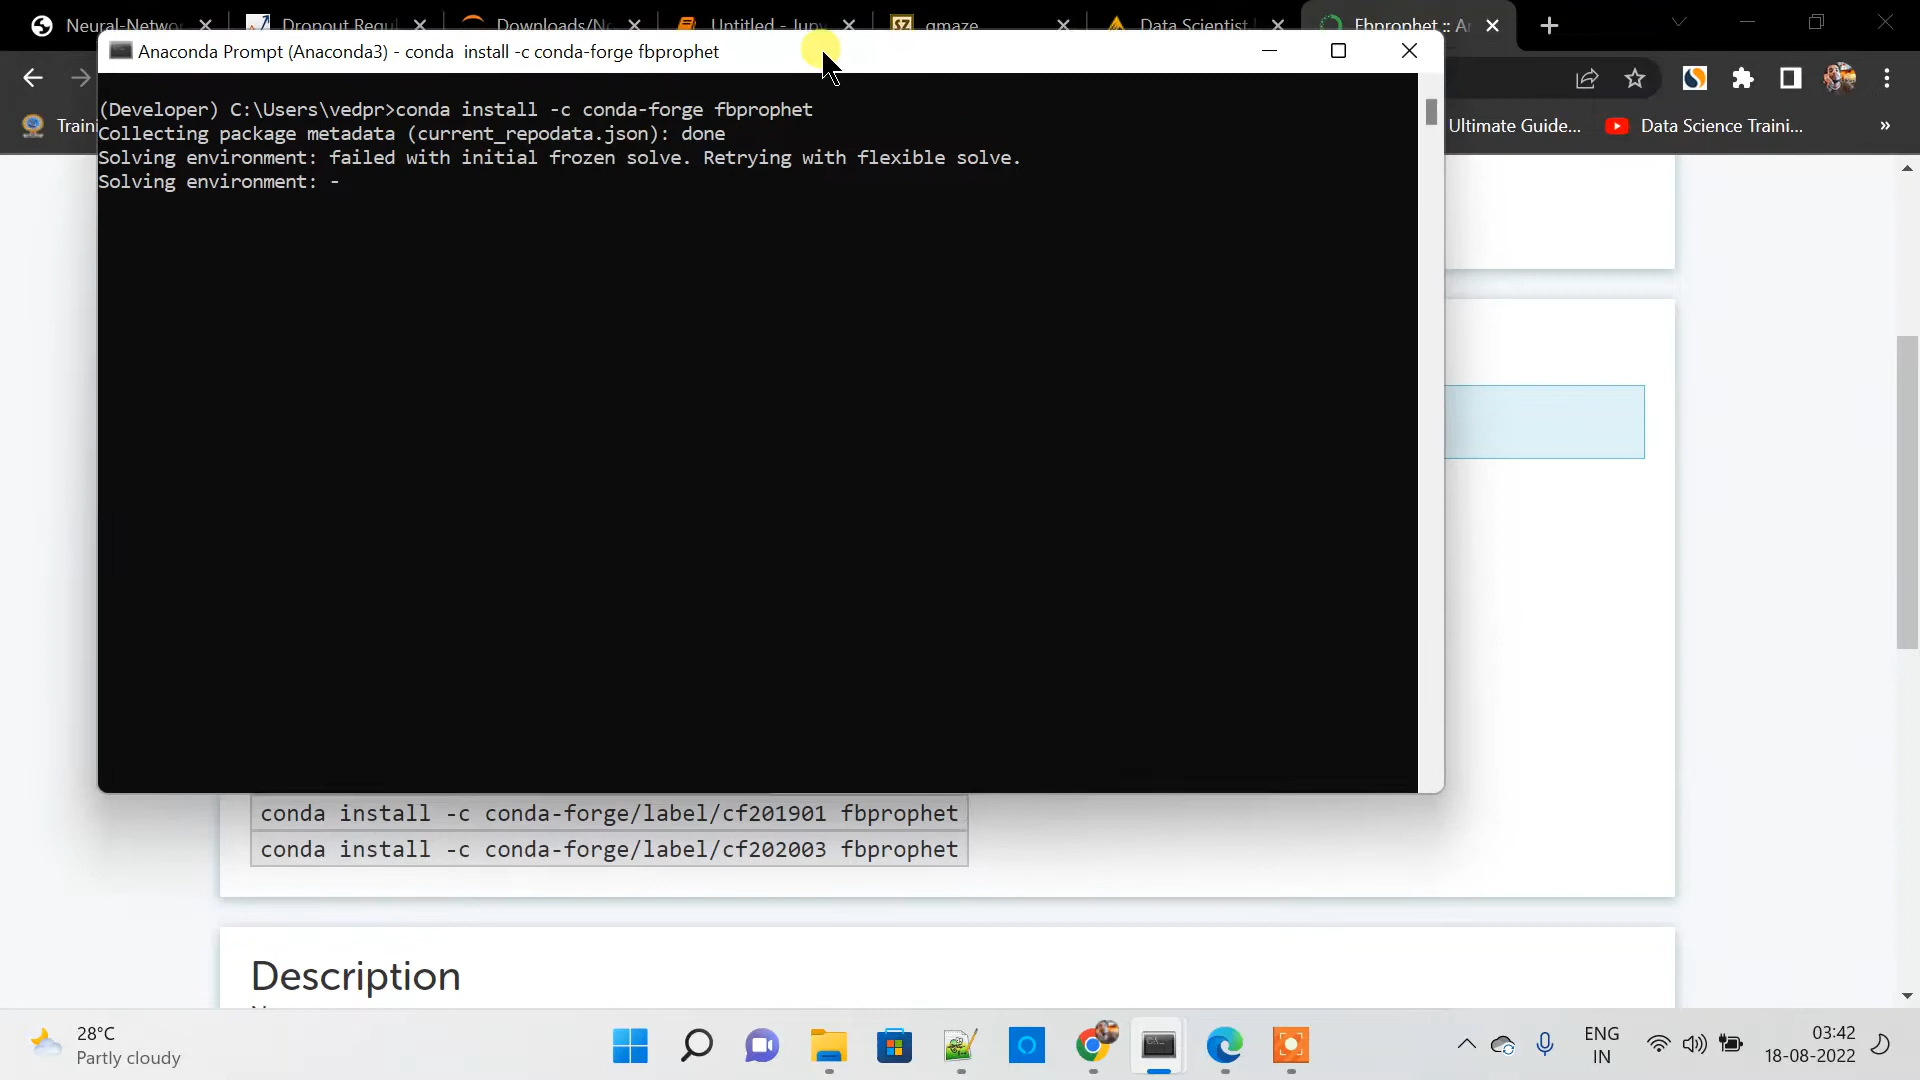 Neural-Netwo
Dropout Regu
Downloads/Ne
Untitled - Jupy
gmaze
Data Scientist
Fbprophet :: A
Anaconda Prompt (Anaconda3) - conda  install -c conda-forge fbprophet
(Developer) C:\Users\vedpr>conda install -c conda-forge fbprophet
Traini
Ultimate Guide...
Data Science Traini...
»
Collecting package metadata (current_repodata.json): done
Solving environment: failed with initial frozen solve. Retrying with flexible solve.
Solving environment: -
conda install -c conda-forge/label/cf201901 fbprophet
conda install -c conda-forge/label/cf202003 fbprophet
Description
28°C
Partly cloudy
ENG
IN
03:42
18-08-2022